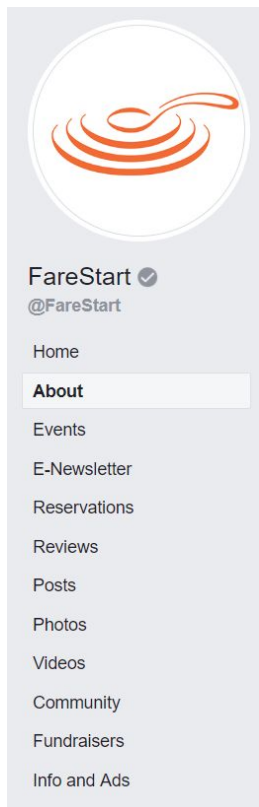 FareStart
@FareStart
Home
About
Events
E-Newsletter
Reservations
Reviews
Posts
Photos
Videos
Community
Fundraisers
Info and Ads